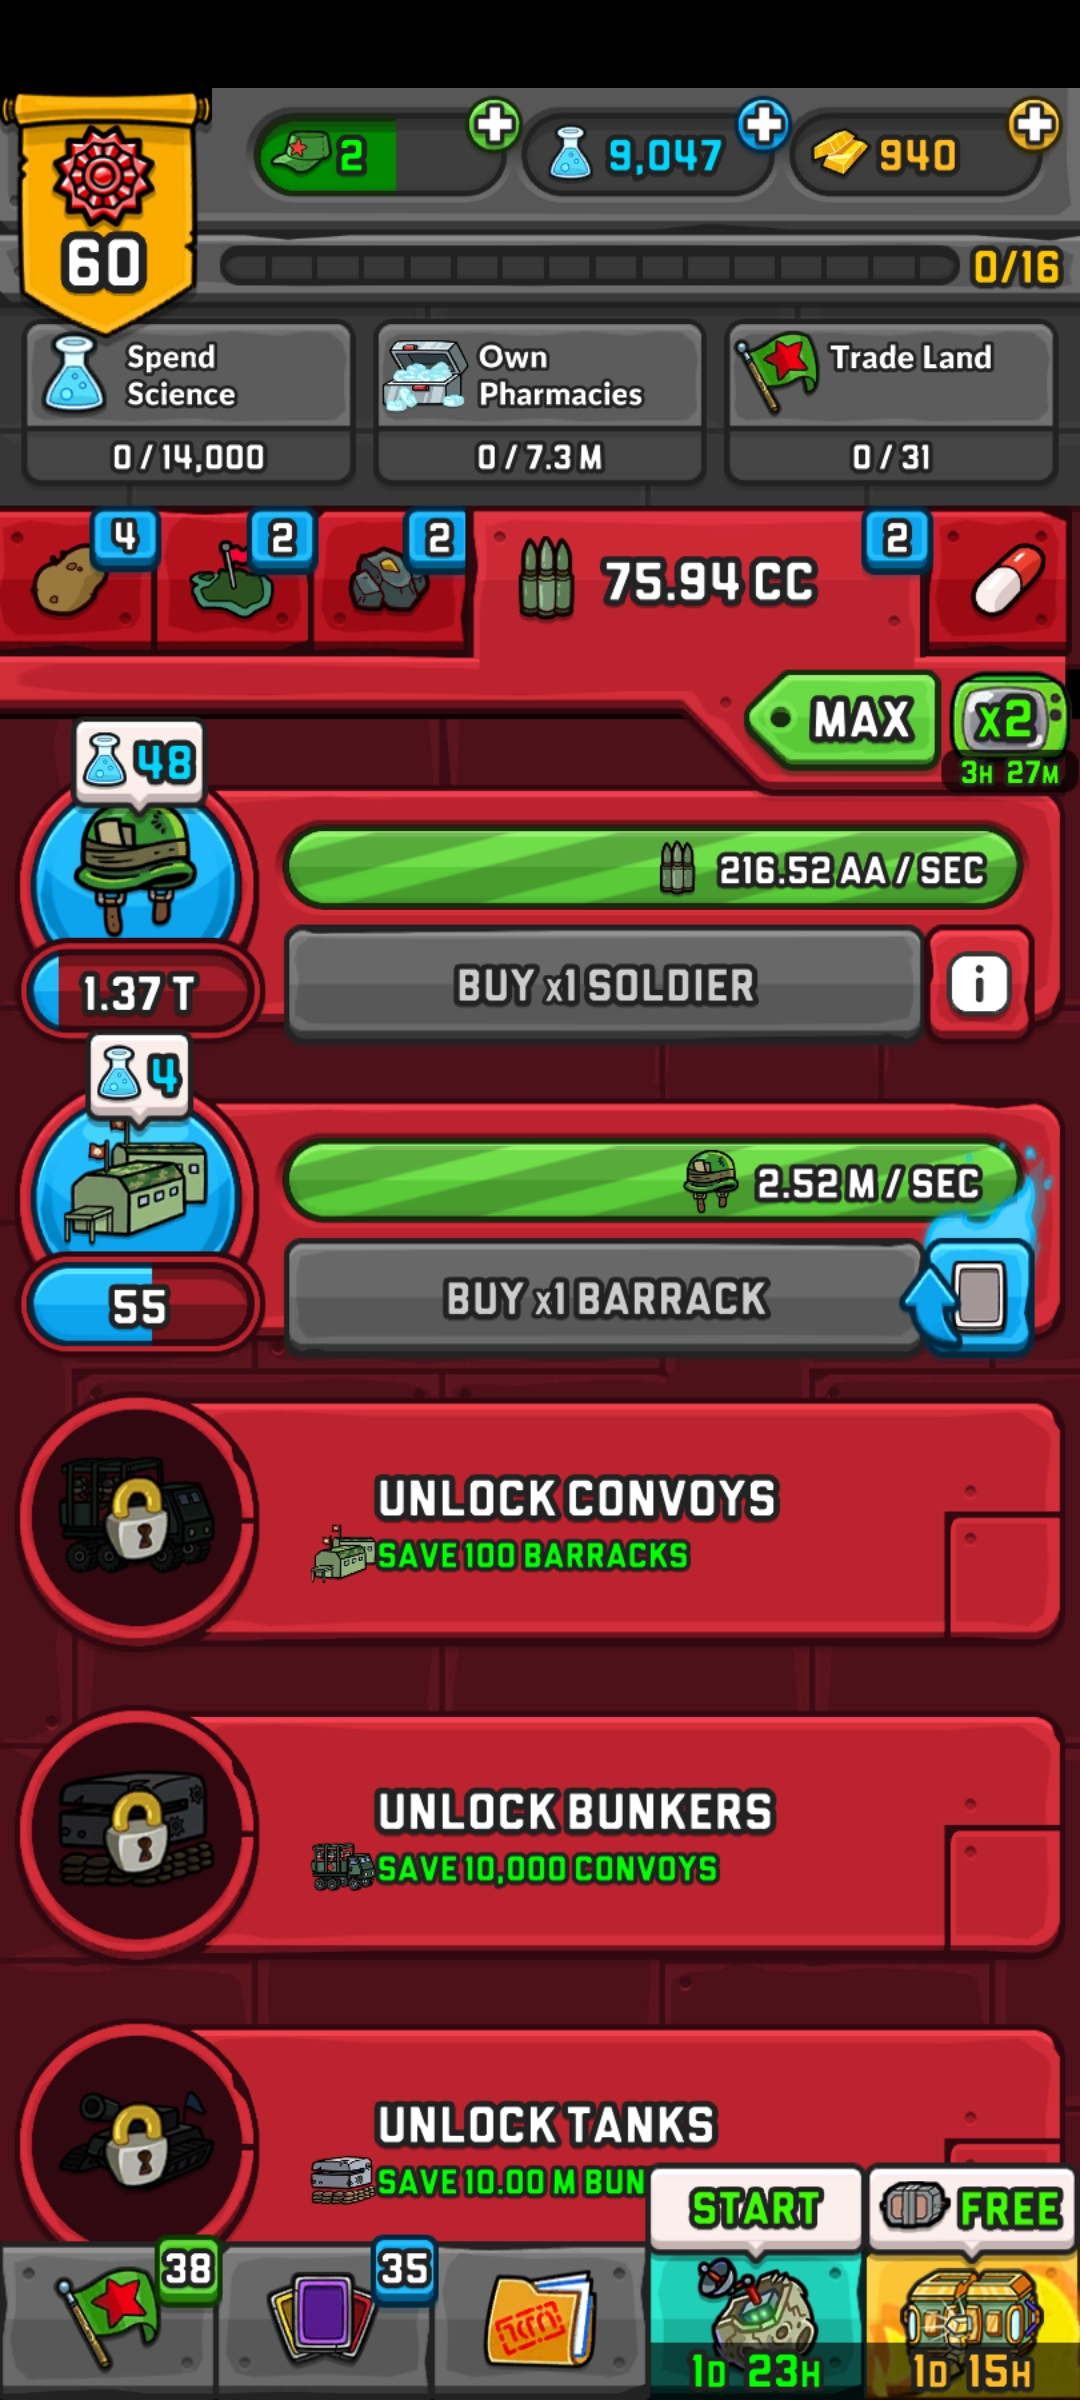 2
9,047
940
60
0/16
Spend
Science
0/14,000
Own
Pharmacies
0/7.3 M
Trade Land
0/31
4
2
2
75.94 CC
2
MAX
x2
3H 27M
48
216.52 AA / SEC
1.37 T
BUY x1 SOLDIER
i
4
2.52 M / SEC
55
BUY x1 BARRACK
UNLOCK CONVOYS
SAVE 100 BARRACKS
UNLOCK BUNKERS
SAVE 10,000 CONVOYS
UNLOCK TANKS
SAVE 10.00 M BUN
START
FREE
38
35
1D 23H
1D 15H